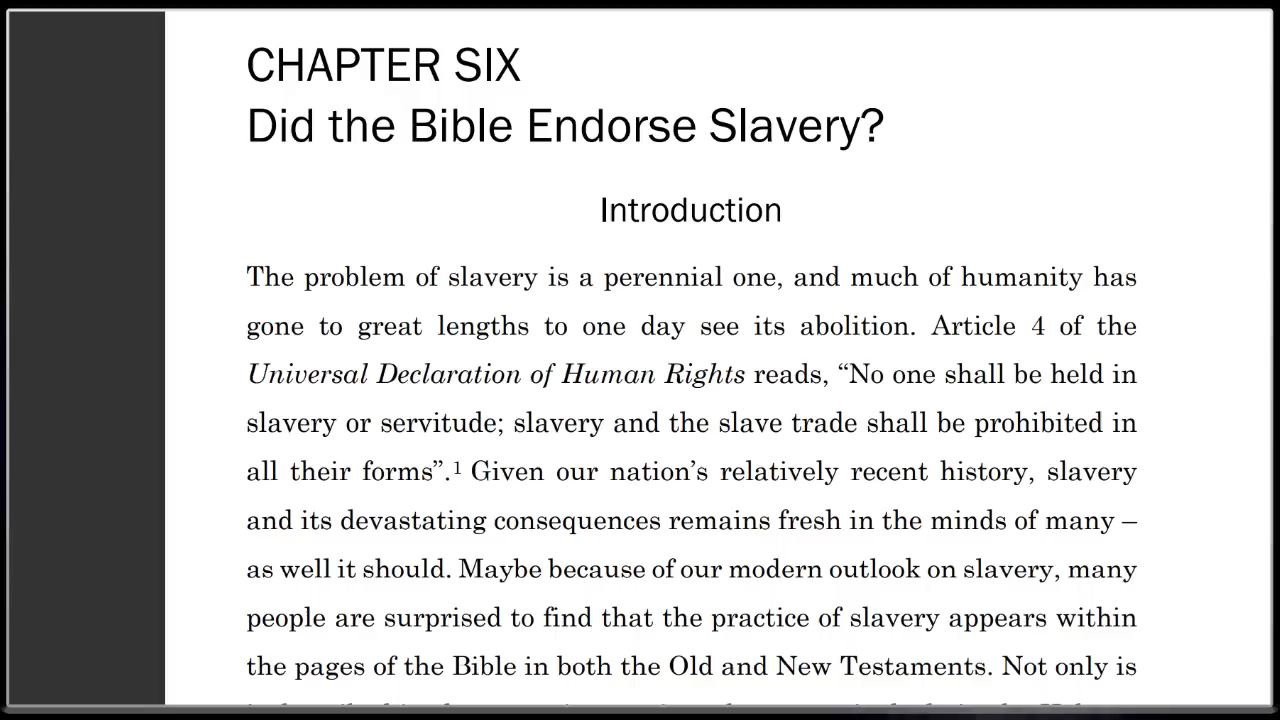 CHAPTER SIX
Did the Bible Endorse Slavery?
Introduction
The problem of slavery is a perennial one, and much of humanity has
gone to great lengths to one day see its abolition. Article 4 of the
Universal Declaration of Human Rights reads, “No one shall be held in
slavery or servitude; slavery and the slave trade shall be prohibited in
all their forms”.¹ Given our nation’s relatively recent history, slavery
and its devastating consequences remains fresh in the minds of many –
as well it should. Maybe because of our modern outlook on slavery, many
people are surprised to find that the practice of slavery appears within
the pages of the Bible in both the Old and New Testaments. Not only is